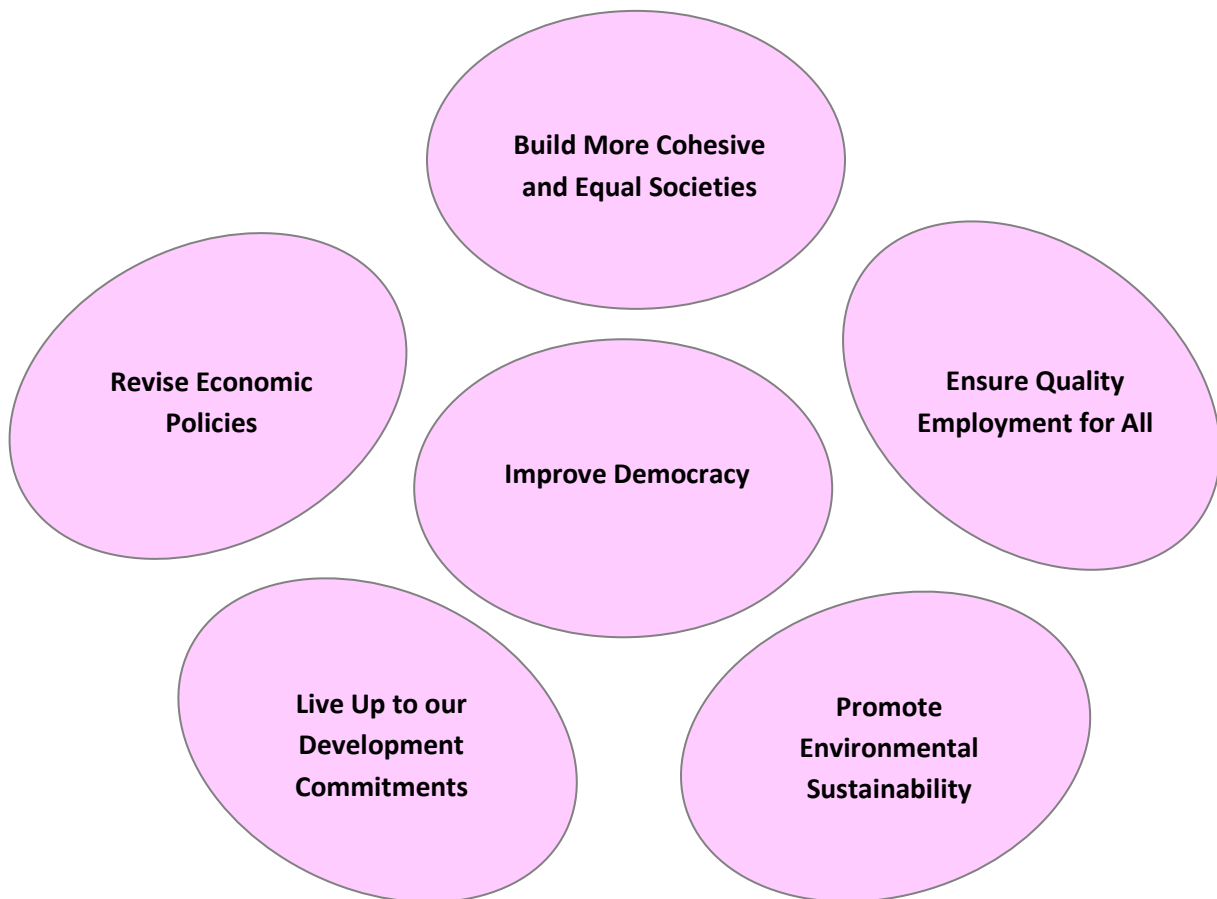 Build More Cohesive
and Equal Societies
Revise Economic
Policies
Ensure Quality
Employment for All
Improve Democracy
Live Up to our
Development
Commitments
Promote
Environmental
Sustainability